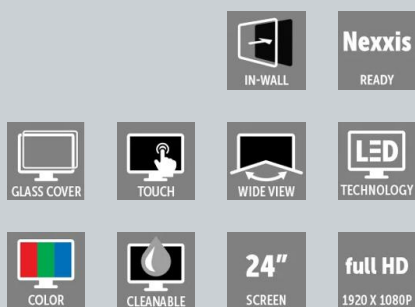 IN-WALL
Nexxis
READY
GLASS COVER
TOUCH
WIDE VIEW
LED
TECHNOLOGY
COLOR
CLEANABLE
24"
SCREEN
full HD
1920 X 1080P